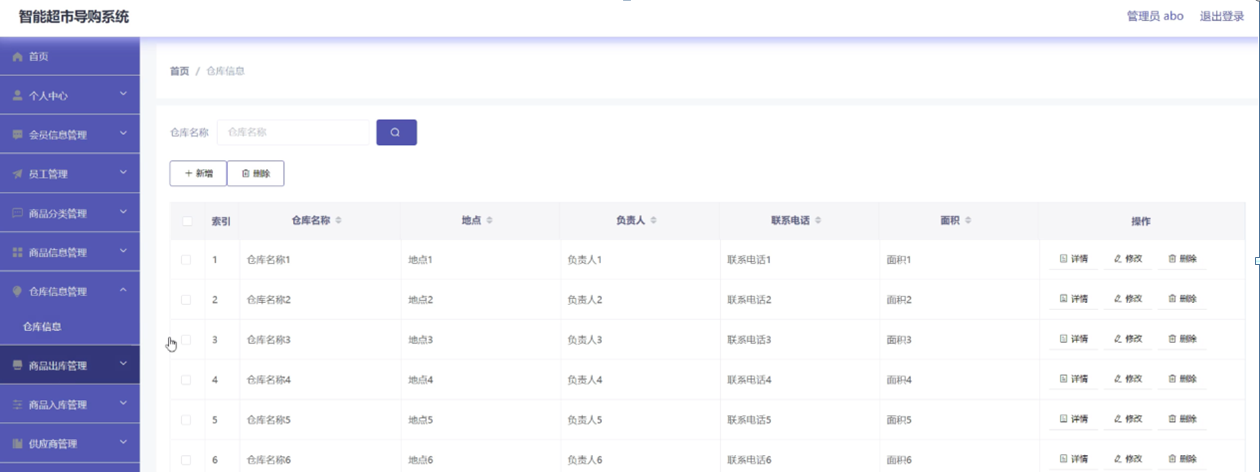 智能超市导购系统
管理员 abo 退出登录
首页
个人中心
会员信息管理
员工管理
商品分类管理
商品信息管理
仓库信息管理
仓库信息
商品出库管理
商品入库管理
供应商管理
首页 / 仓库信息
仓库名称 仓库名称
+ 新增 删除
索引 仓库名称 地点 负责人 联系电话 面积 操作
1 仓库名称1 地点1 负责人1 联系电话1 面积1 详情 修改 删除
2 仓库名称2 地点2 负责人2 联系电话2 面积2 详情 修改 删除
3 仓库名称3 地点3 负责人3 联系电话3 面积3 详情 修改 删除
4 仓库名称4 地点4 负责人4 联系电话4 面积4 详情 修改 删除
5 仓库名称5 地点5 负责人5 联系电话5 面积5 详情 修改 删除
6 仓库名称6 地点6 负责人6 联系电话6 面积6 详情 修改 删除